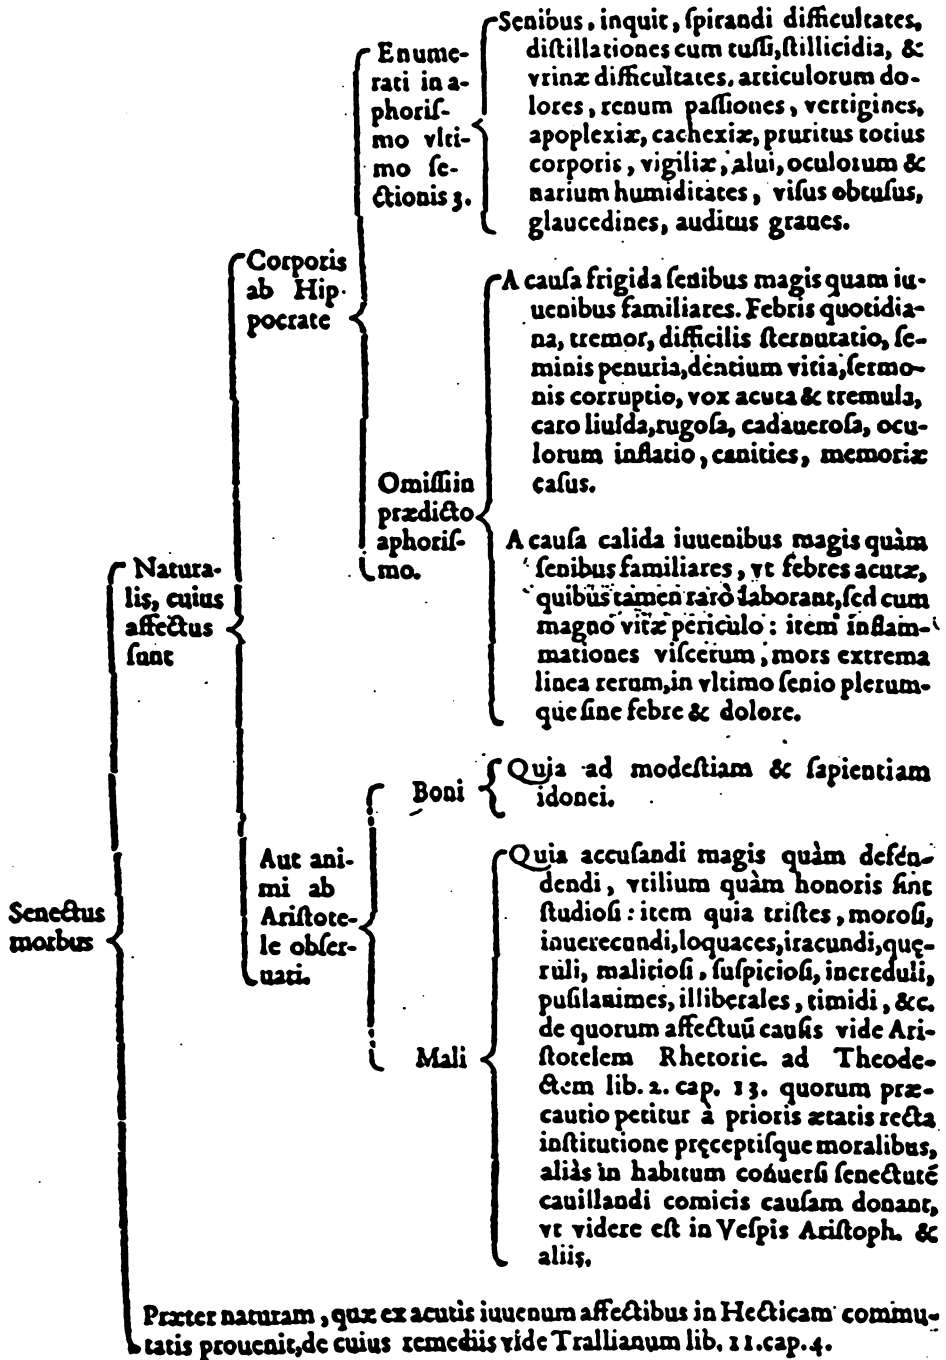 Senectus
morbus
Natura-
lis, cuius
affectus
sunt
Corporis
ab Hip-
pocrate
Enume-
rati in a-
phoriſ-
mo vlti-
mo ſe-
ctionis 3.
Senibus, inquit, ſpirandi difficultates,
diſtillationes cum tuſſi, ſtillicidia, &
vrinæ difficultates, articulorum do-
lores, renum paſſiones, vertigines,
apoplexiæ, cachexiæ, pruritus totius
corporis, vigiliæ, alui, oculorum &
narium humiditates, viſus obtuſus,
glaucedines, auditus graues.
Omiſſi in
prædicto
aphoriſ-
mo.
A cauſa frigida ſenibus magis quam iu-
uenibus familiares. Febris quotidia-
na, tremor, difficilis ſternutatio, ſe-
minis penuria, dentium vitia, ſermo-
nis corruptio, vox acuta & tremula,
caro liuida, rugoſa, cadaueroſa, ocu-
lorum inflatio, canities, memoriæ
caſus.
A cauſa calida iuuenibus magis quàm
ſenibus familiares, vt febres acutæ,
quibus tamen rarò laborant, ſed cum
magno vitæ periculo: item inflam-
mationes viſcerum, mors extrema
linea rerum, in vltimo ſenio plerum-
que ſine febre & dolore.
Aut ani-
mi ab
Ariſtote-
le obſer-
uati.
Boni
Quia ad modeſtiam & ſapientiam
idonei.
Mali
Quia accuſandi magis quàm defen-
dendi, vtilium quàm honoris ſint
ſtudioſi: item quia triſtes, moroſi,
inuerecundi, loquaces, iracundi, quę-
ruli, malitioſi, ſuſpicioſi, increduli,
puſilanimes, illiberales, timidi, &c.
de quorum affectuū cauſis vide Ari-
ſtotelem Rhetoric. ad Theode-
ctem lib. 2. cap. 13. quorum præ-
cautio petitur à prioris ætatis recta
inſtitutione pręceptiſque moralibus,
aliàs in habitum conuerſi ſenectutē
cauillandi comicis cauſam donant,
vt videre eſt in Veſpis Ariſtoph. &
aliis.
Præter naturam, quæ ex acutis iuuenum affectibus in Hecticam commu-
tatis prouenit, de cuius remediis vide Trallianum lib. 11. cap. 4.